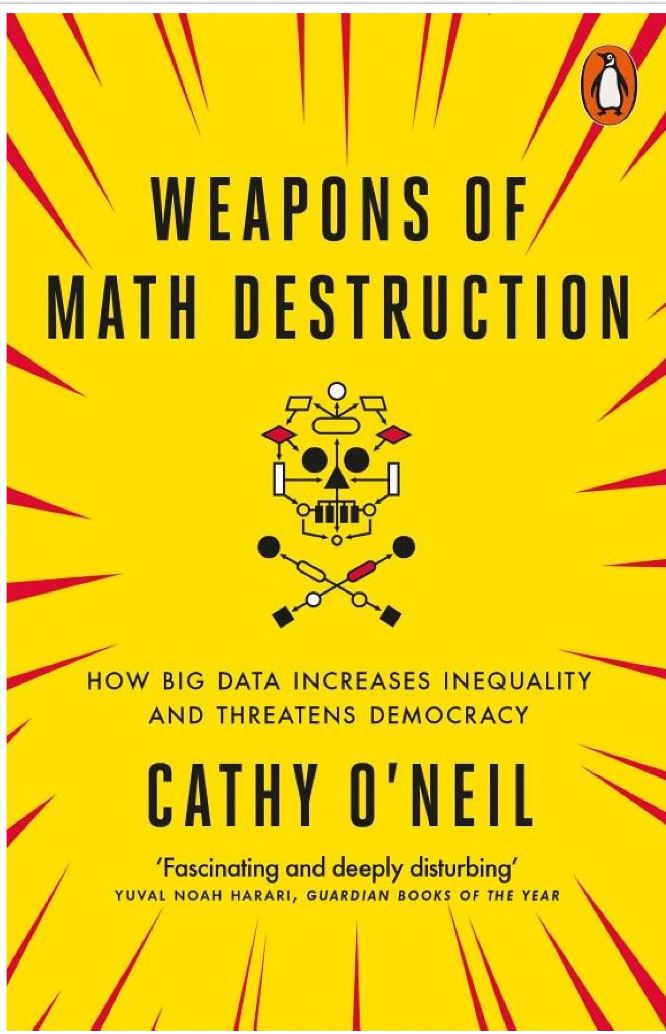 WEAPONS OF
MATH DESTRUCTION
HOW BIG DATA INCREASES INEQUALITY
AND THREATENS DEMOCRACY
CATHY O'NEIL
‘Fascinating and deeply disturbing’
YUVAL NOAH HARARI, GUARDIAN BOOKS OF THE YEAR